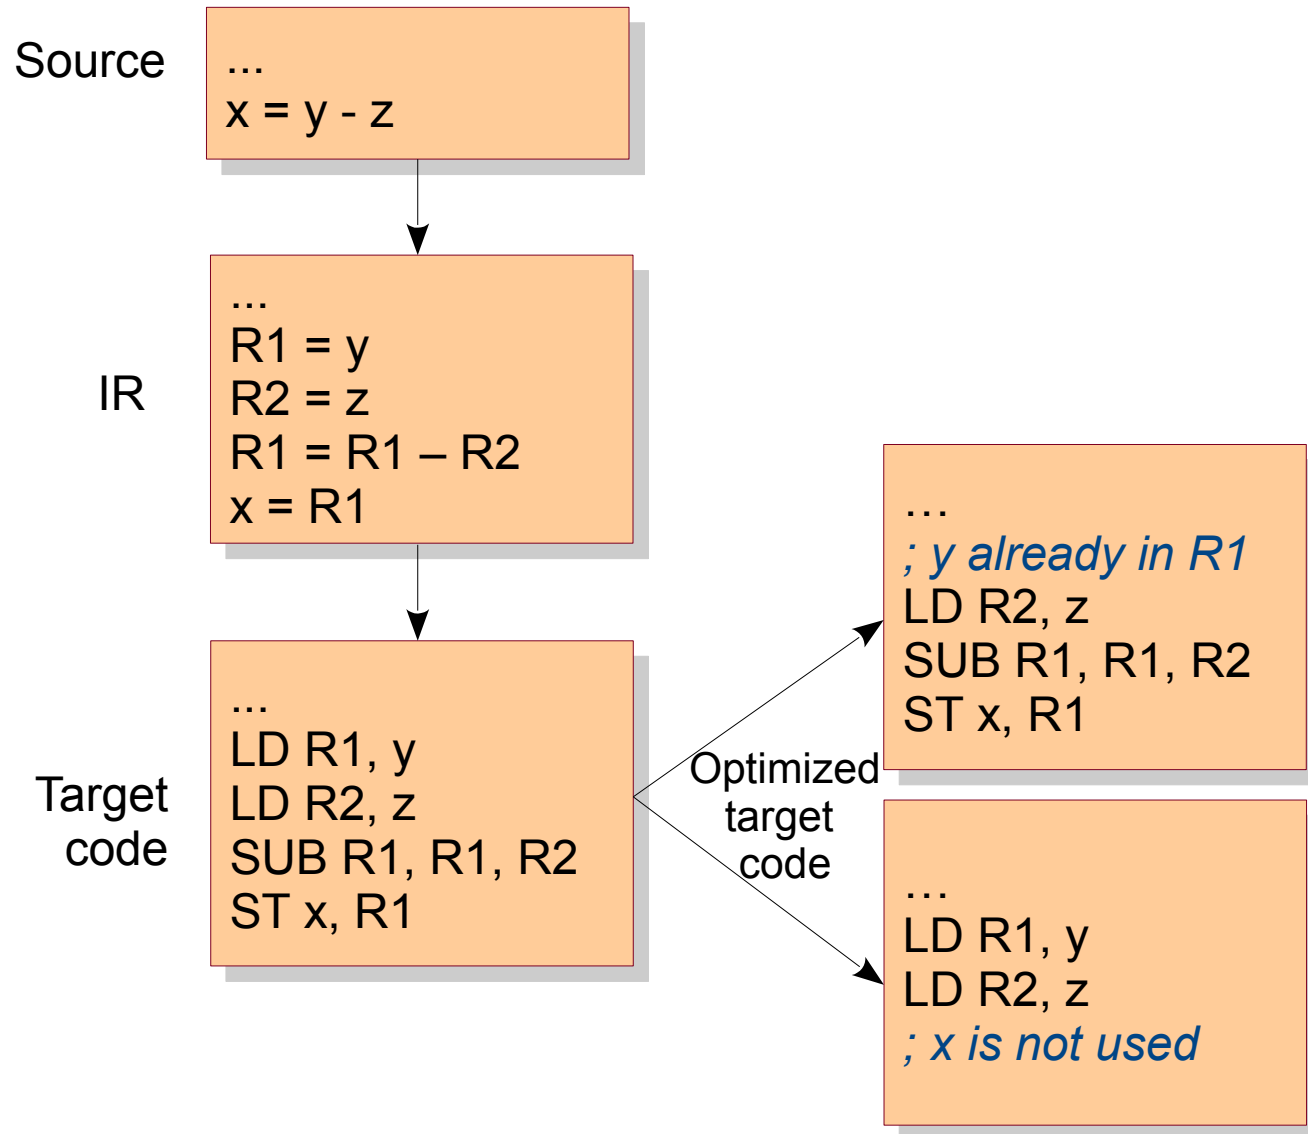 Source
...
x = y - z
IR
...
R1 = y
R2 = z
R1 = R1 – R2
x = R1
Target
code
...
LD R1, y
LD R2, z
SUB R1, R1, R2
ST x, R1
Optimized
target
code
…
; y already in R1
LD R2, z
SUB R1, R1, R2
ST x, R1
…
LD R1, y
LD R2, z
; x is not used